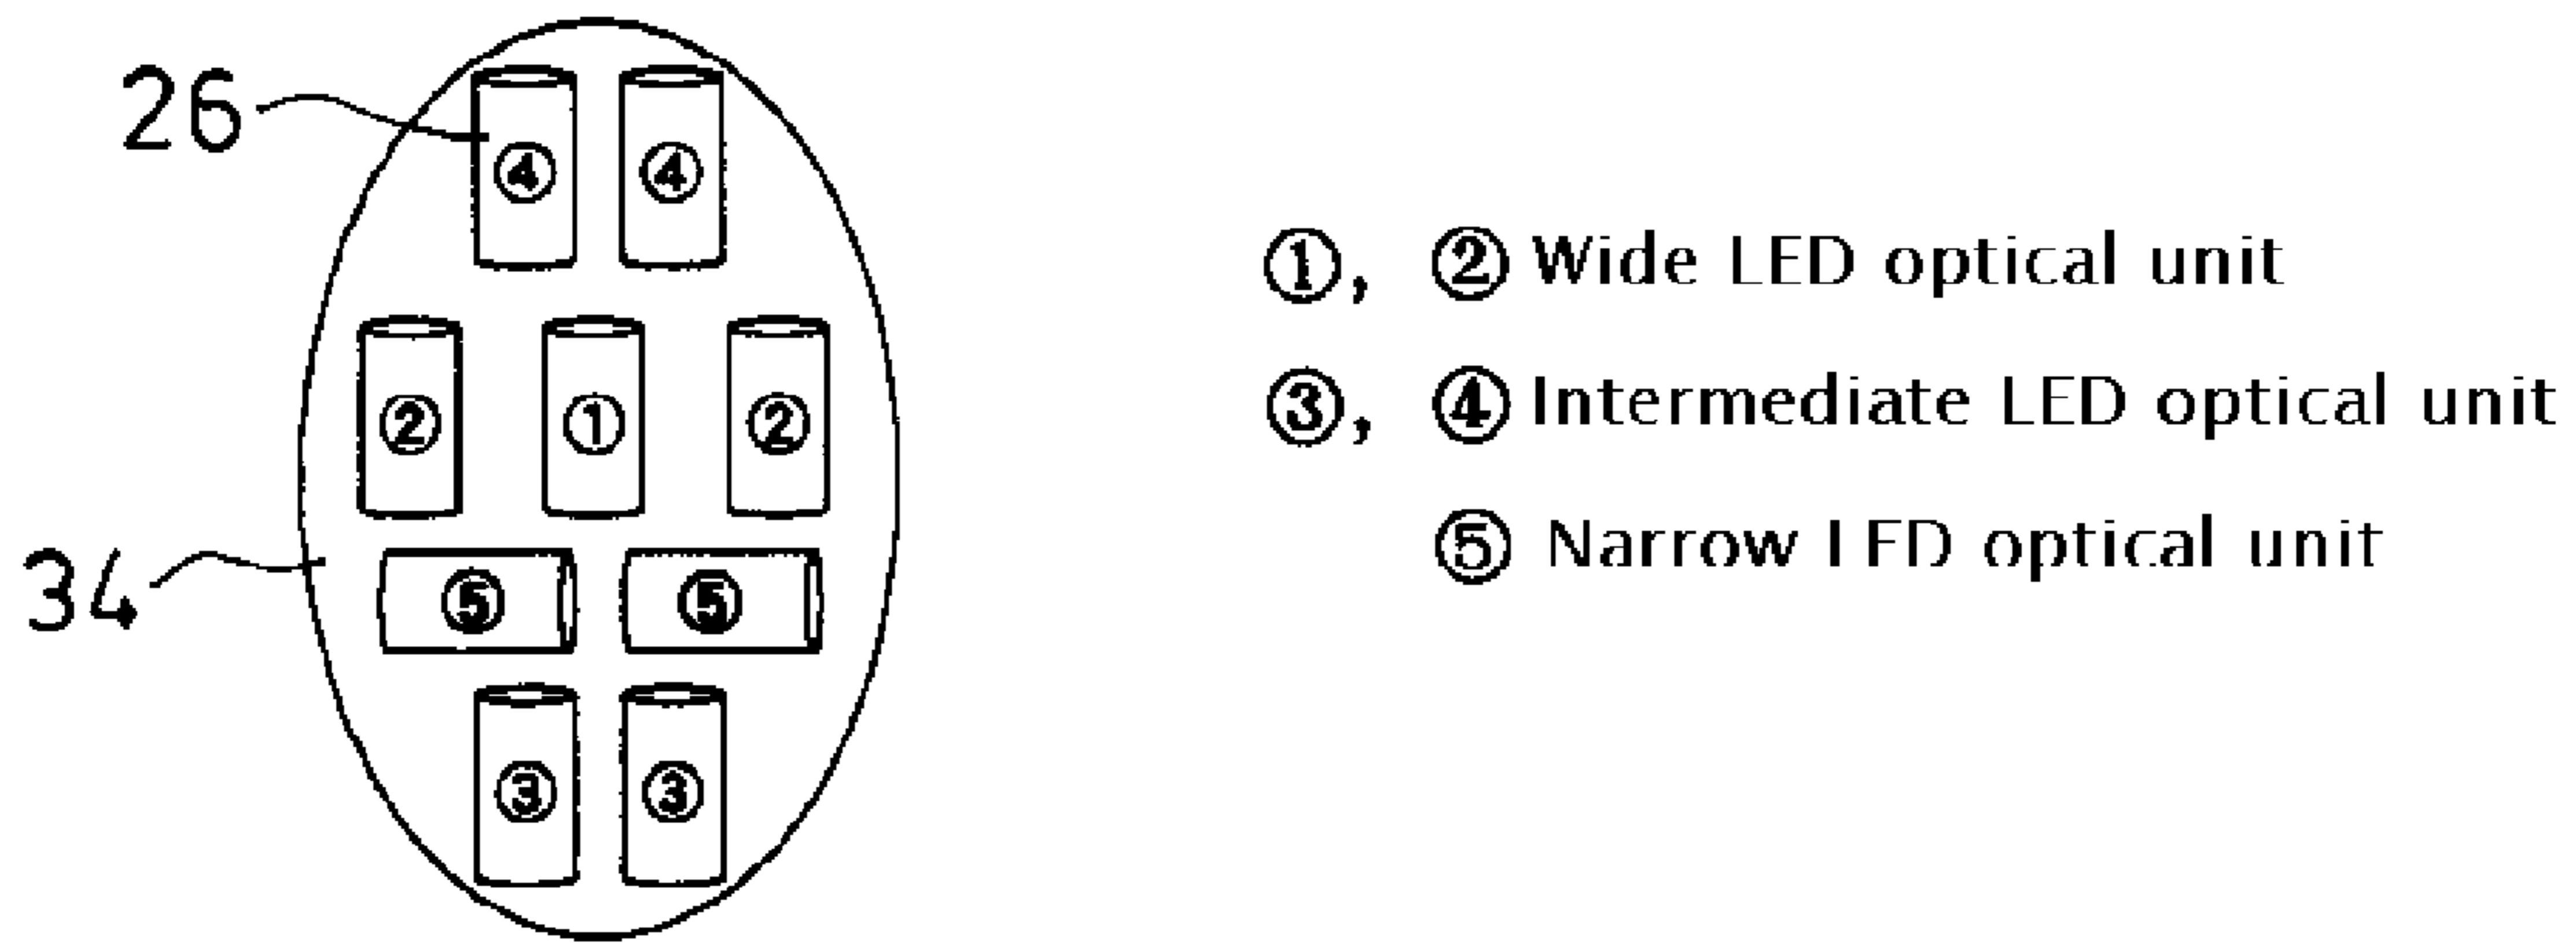 26
④ ④
② ① ②
34
⑤ ⑤
③ ③
①, ② Wide LED optical unit
③, ④ Intermediate LED optical unit
⑤ Narrow LED optical unit